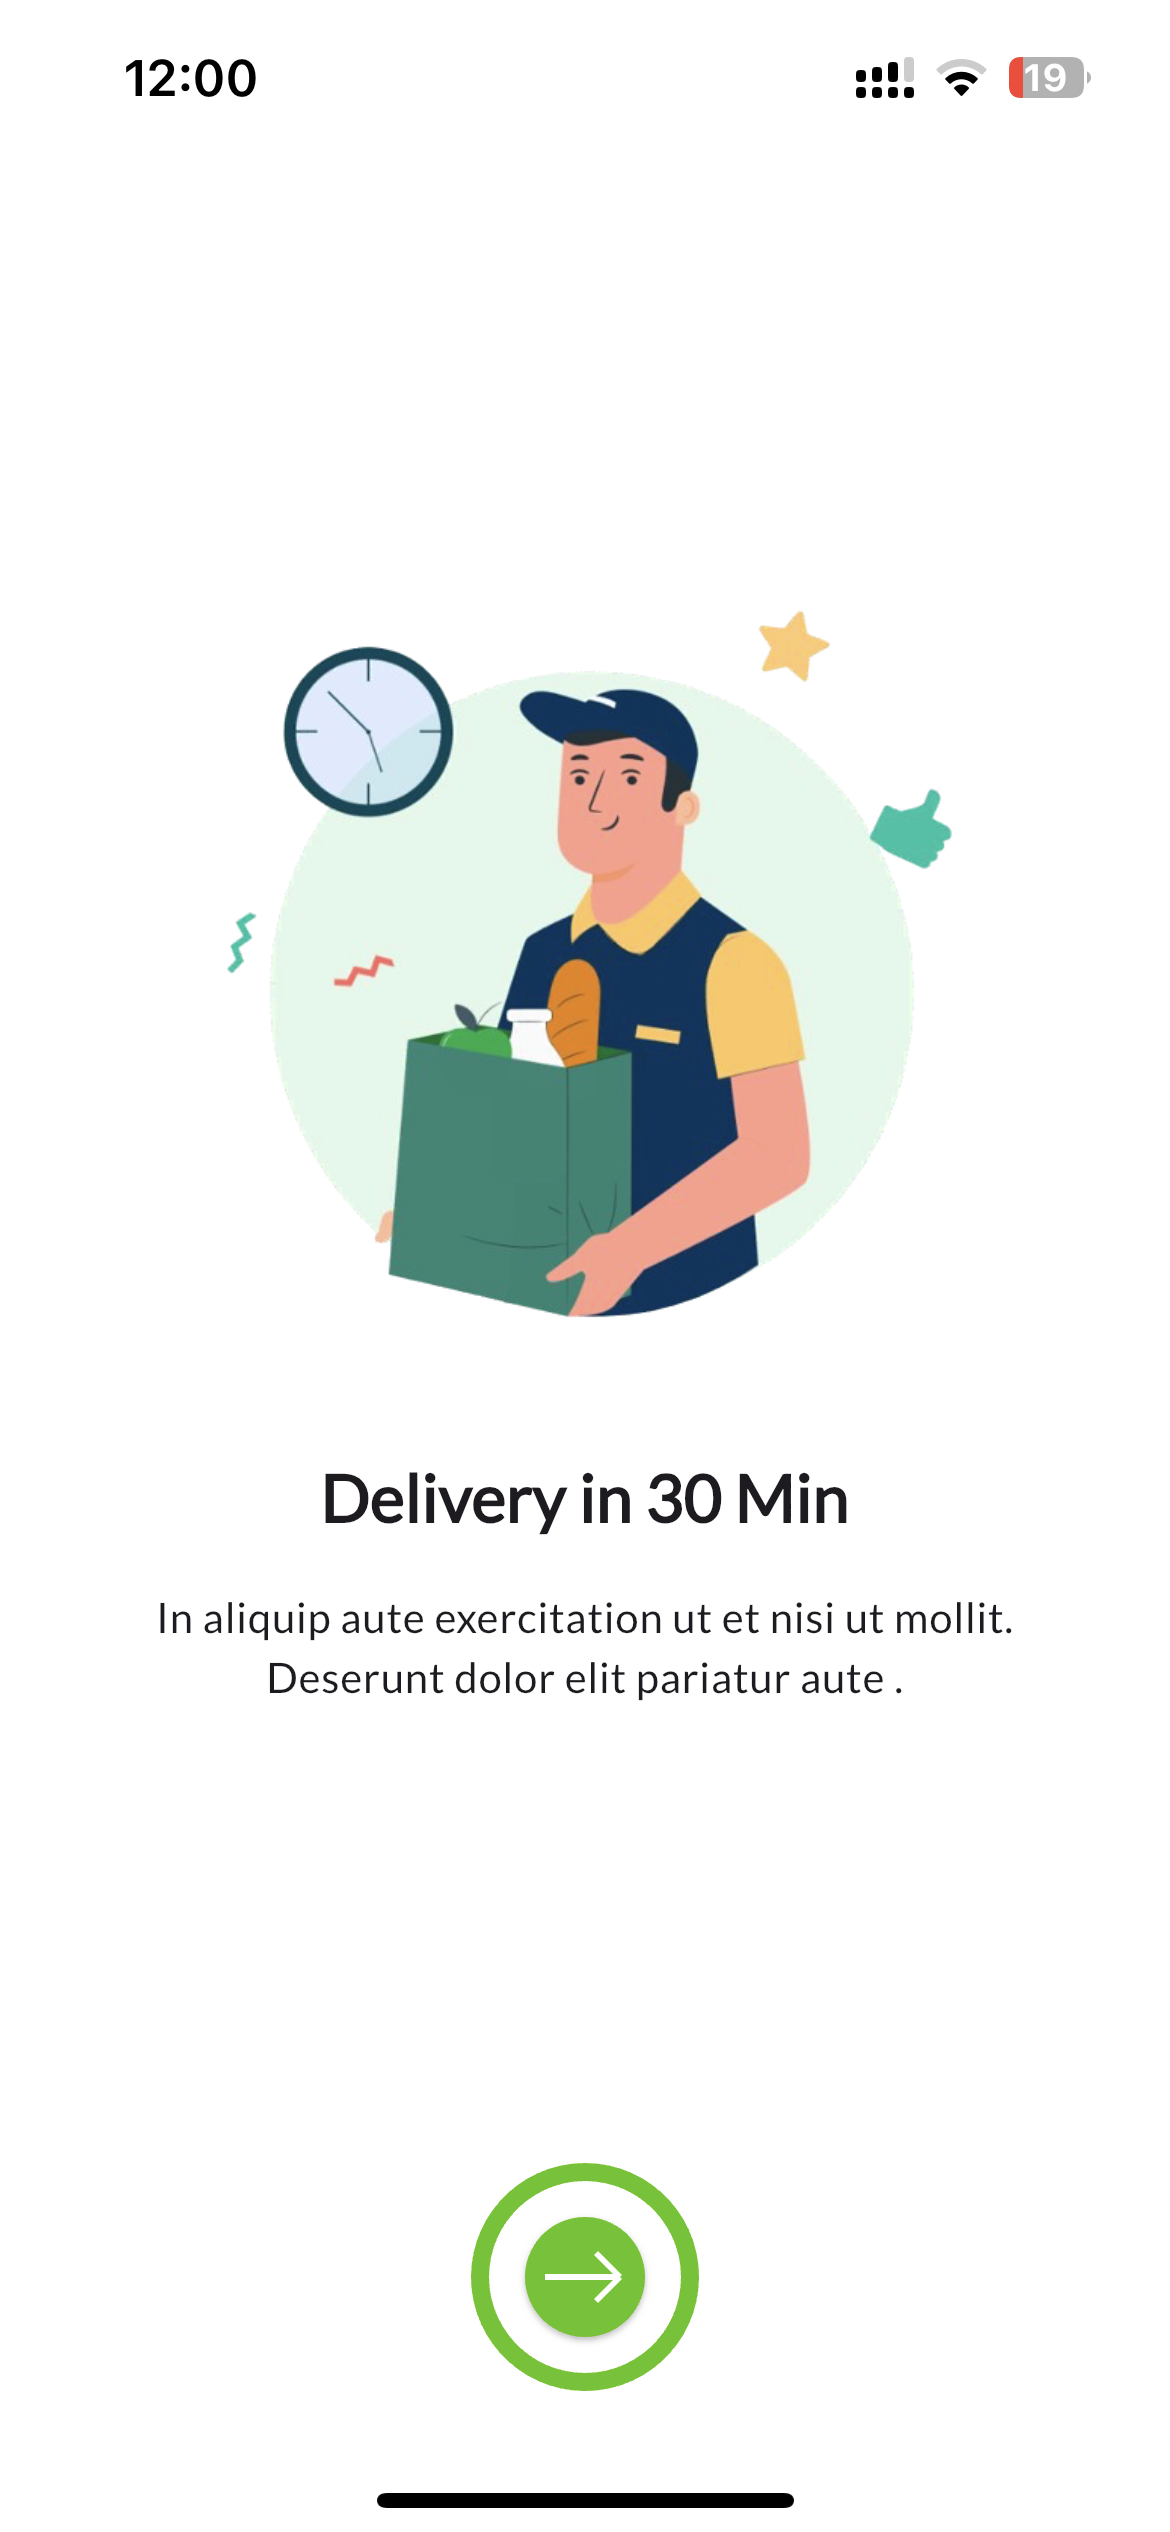 12:00
19
Delivery in 30 Min
In aliquip aute exercitation ut et nisi ut mollit.
Deserunt dolor elit pariatur aute .